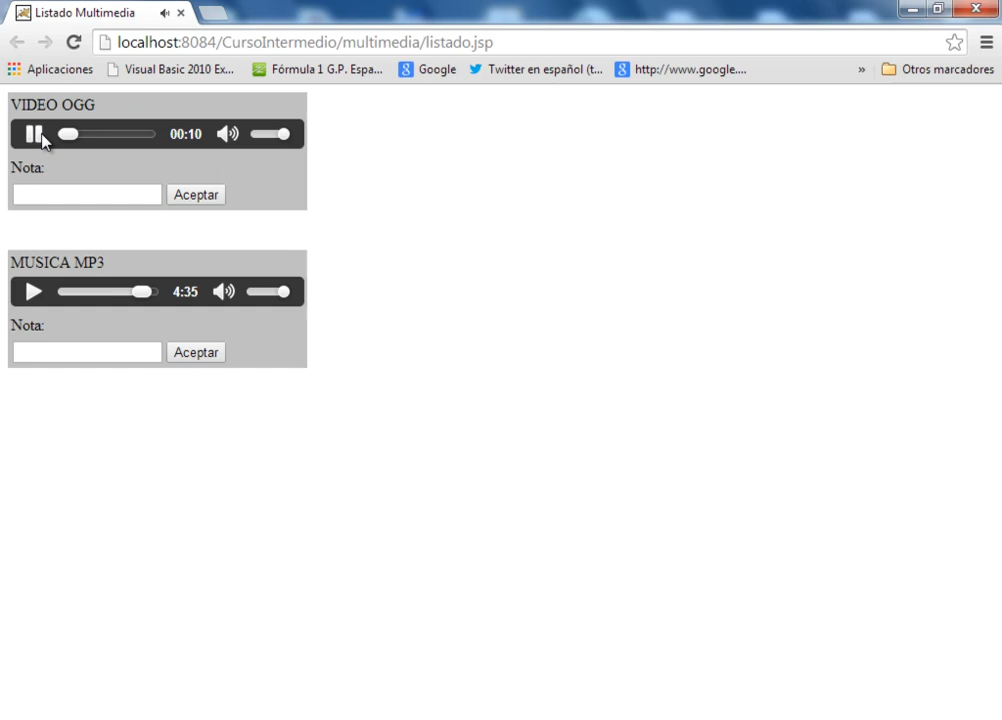 Listado Multimedia
localhost:8084/CursoIntermedio/multimedia/listado.jsp
Aplicaciones Visual Basic 2010 Ex... Fórmula 1 G.P. Espa... Google Twitter en español (t... http://www.google.... » Otros marcadores
VIDEO OGG
00:10
Nota:
Aceptar
MUSICA MP3
4:35
Nota:
Aceptar